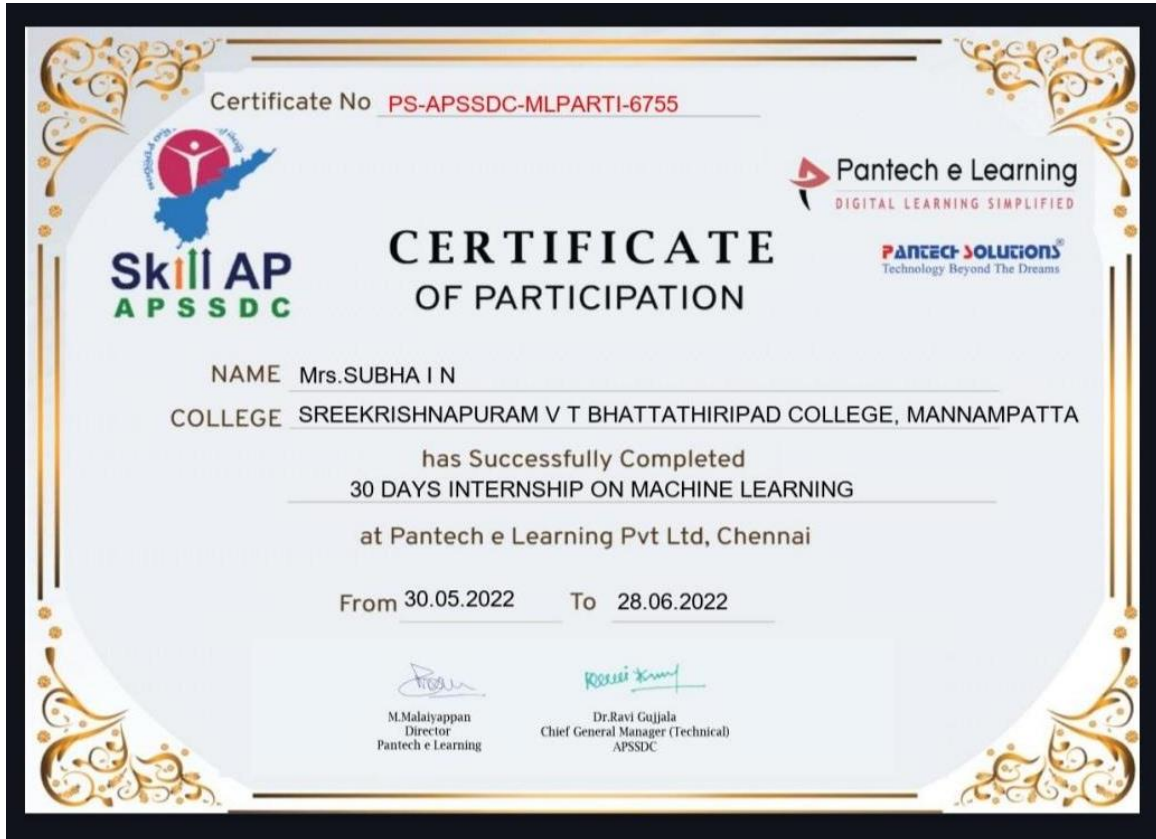 Certificate No PS-APSSDC-MLPARTI-6755
Skill AP
APSSDC
Pantech e Learning
DIGITAL LEARNING SIMPLIFIED
PANTECH SOLUTIONS®
Technology Beyond The Dreams
CERTIFICATE
OF PARTICIPATION
NAME Mrs.SUBHA I N
COLLEGE SREEKRISHNAPURAM V T BHATTATHIRIPAD COLLEGE, MANNAMPATTA
has Successfully Completed
30 DAYS INTERNSHIP ON MACHINE LEARNING
at Pantech e Learning Pvt Ltd, Chennai
From 30.05.2022 To 28.06.2022
M.Malaiyappan
Director
Pantech e Learning
Dr.Ravi Gujjala
Chief General Manager (Technical)
APSSDC